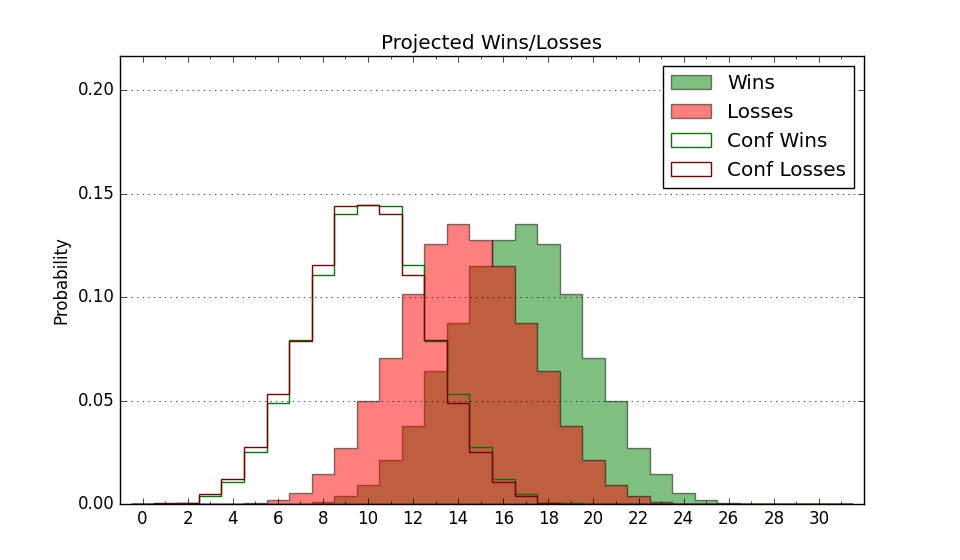 Projected Wins/Losses
Wins
Losses
Conf Wins
Conf Losses
Probability
0.20
0.15
0.10
0.05
0.00
0 2 4 6 8 10 12 14 16 18 20 22 24 26 28 30